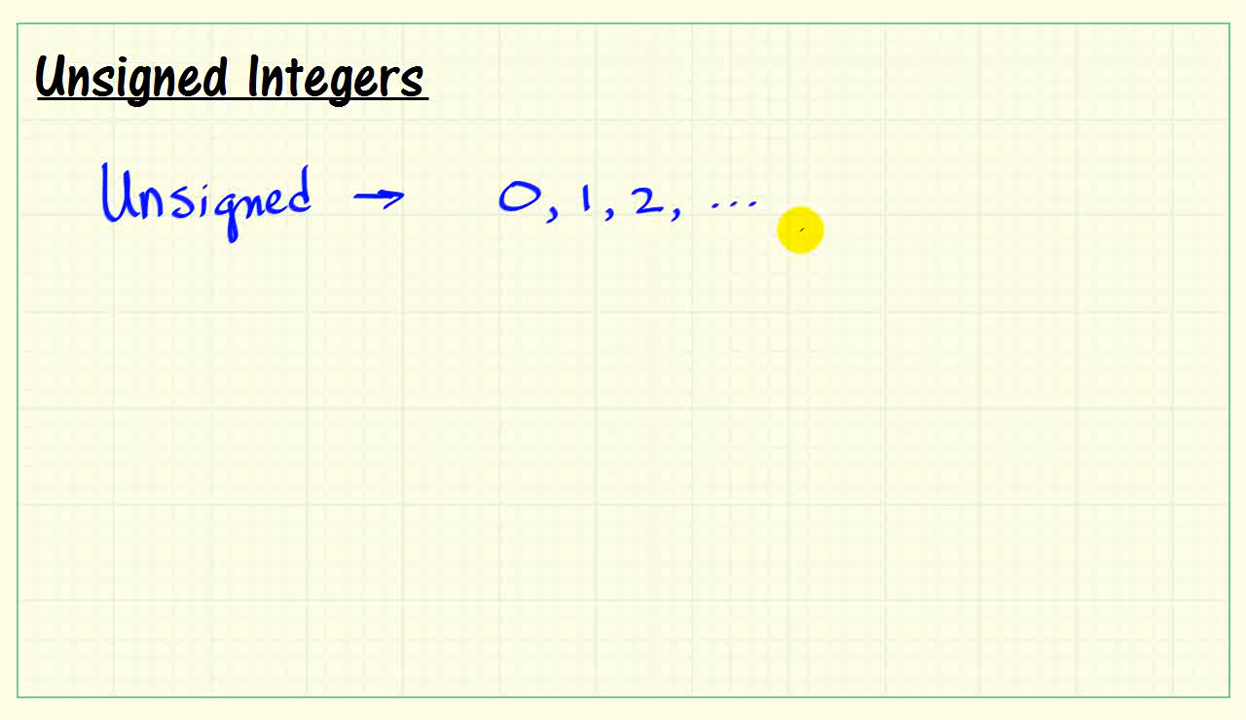 Unsigned Integers
Unsigned → 0, 1, 2, ...